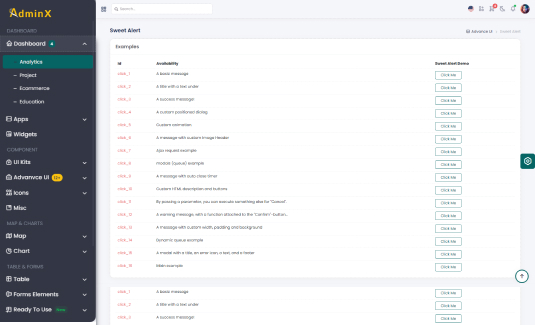 AdminX
Search...
DASHBOARD
Dashboard 4
Analytics
Project
Ecommerce
Education
Apps
Widgets
COMPONENT
UI Kits
Advance UI 12+
Icons
Misc
MAP & CHARTS
Map
Chart
TABLE & FORMS
Table
Forms Elements
Ready To Use New
Sweet Alert
Advance UI Sweet Alert
Examples
Id Availability Sweet Alert Demo
click_1 A basic message Click Me
click_2 A title with a text under Click Me
click_3 A success message! Click Me
click_4 A custom positioned dialog Click Me
click_5 Custom animation Click Me
click_6 A message with custom Image Header Click Me
click_7 Ajax request example Click Me
click_8 modals (queue) example Click Me
click_9 A message with auto close timer Click Me
click_10 Custom HTML description and buttons Click Me
click_11 By passing a parameter, you can execute something else for "Cancel". Click Me
click_12 A warning message, with a function attached to the "Confirm"-button... Click Me
click_13 A message with custom width, padding and background Click Me
click_14 Dynamic queue example Click Me
click_15 A modal with a title, an error icon, a text, and a footer Click Me
click_16 Main example Click Me
click_1 A basic message Click Me
click_2 A title with a text under Click Me
click_3 A success message! Click Me